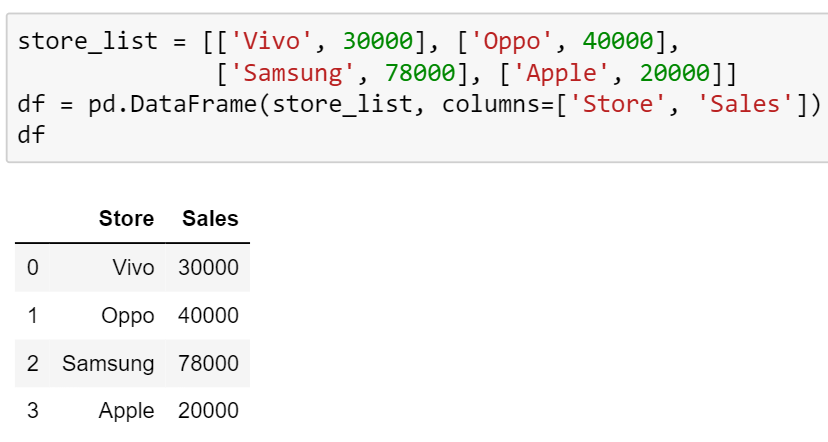 store_list = [['Vivo', 30000], ['Oppo', 40000],
['Samsung', 78000], ['Apple', 20000]]
df = pd.DataFrame(store_list, columns=['Store', 'Sales'])
df
Store Sales
0 Vivo 30000
1 Oppo 40000
2 Samsung 78000
3 Apple 20000